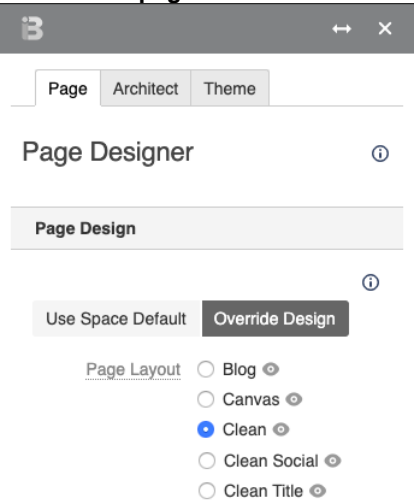 Page Architect Theme
Page Designer
Page Design
Use Space Default Override Design
Page Layout Blog
Canvas
Clean
Clean Social
Clean Title